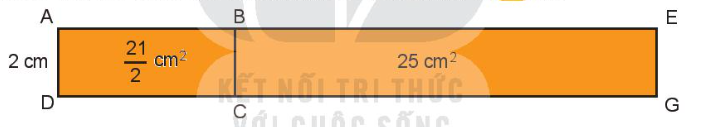 A B E
2 cm 21/2 cm² 25 cm²
D C G
KẾT NỐI TRI THỨC
VỚI CUỘC SỐNG